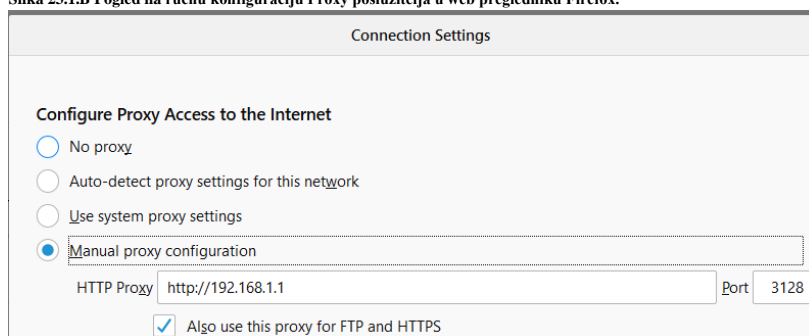 Slika 25.1.B Pogled na ručnu konfiguraciju Proxy poslužitelja u web pregledniku Firefox.
Connection Settings
Configure Proxy Access to the Internet
No proxy
Auto-detect proxy settings for this network
Use system proxy settings
Manual proxy configuration
HTTP Proxy http://192.168.1.1 Port 3128
Also use this proxy for FTP and HTTPS